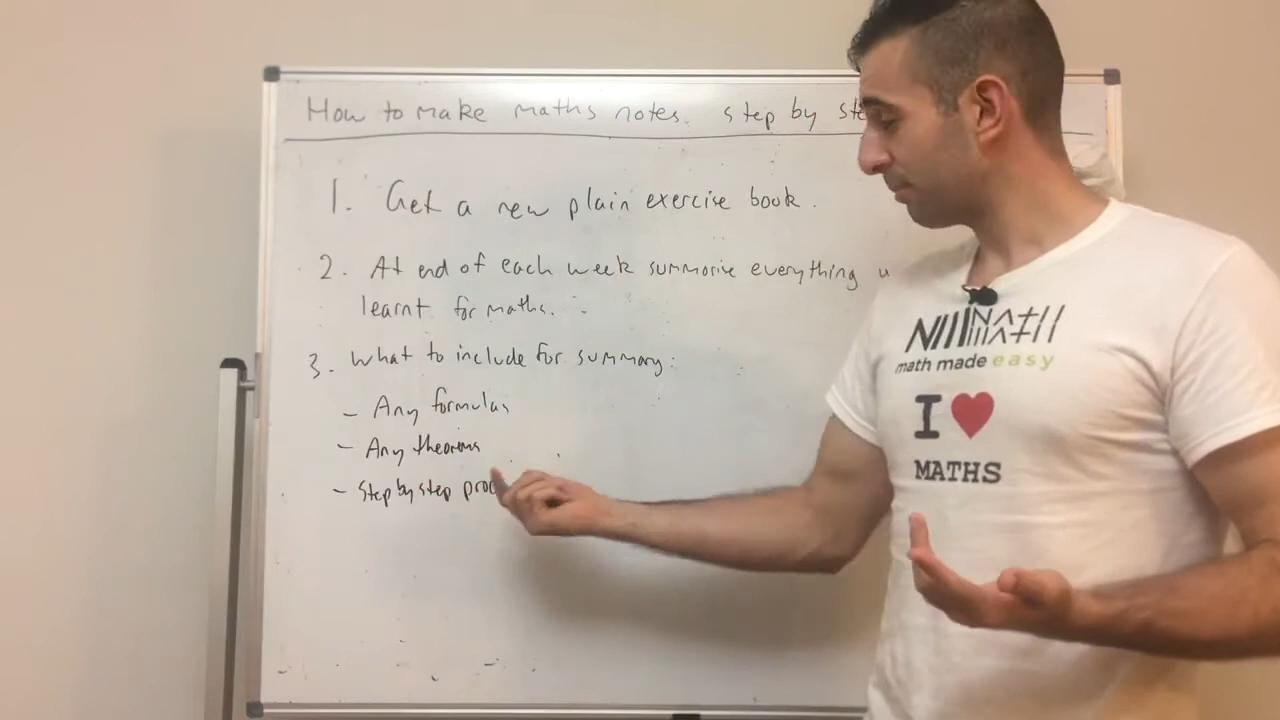 How to make maths notes. step by ste
1. Get a new plain exercise book.
2. At end of each week summarise everything u
learnt for maths.
3. What to include for summary:
- Any formulas
- Any theorems
- Step by step proc
math made easy
I ❤
MATHS